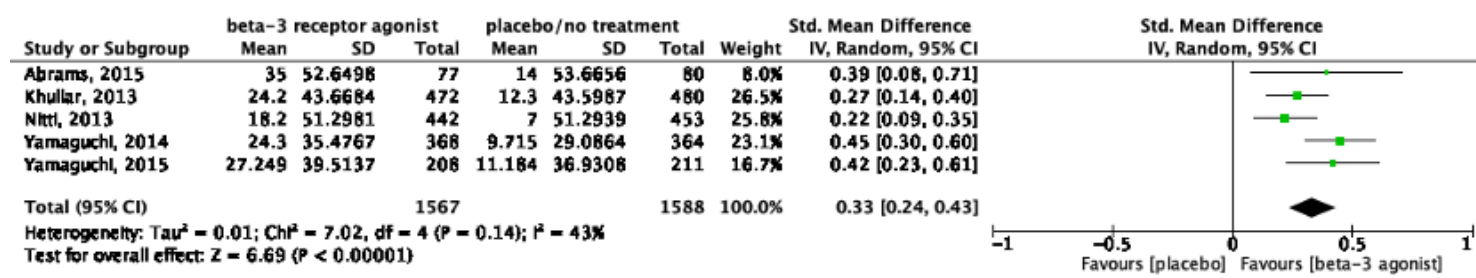 beta-3 receptor agonist placebo/no treatment Std. Mean Difference Std. Mean Difference
Study or Subgroup Mean SD Total Mean SD Total Weight IV, Random, 95% CI IV, Random, 95% CI
Abrams, 2015 35 52.6498 77 14 53.6656 80 8.0% 0.39 [0.08, 0.71]
Khullar, 2013 24.2 43.6684 472 12.3 43.5987 480 26.5% 0.27 [0.14, 0.40]
Nitti, 2013 18.2 51.2981 442 7 51.2939 453 25.8% 0.22 [0.09, 0.35]
Yamaguchi, 2014 24.3 35.4767 368 9.715 29.0864 364 23.1% 0.45 [0.30, 0.60]
Yamaguchi, 2015 27.249 39.5137 208 11.184 36.9308 211 16.7% 0.42 [0.23, 0.61]
Total (95% CI) 1567 1588 100.0% 0.33 [0.24, 0.43]
Heterogeneity: Tau² = 0.01; Chi² = 7.02, df = 4 (P = 0.14); I² = 43%
Test for overall effect: Z = 6.69 (P < 0.00001)
-1 -0.5 0 0.5 1
Favours [placebo] Favours [beta-3 agonist]